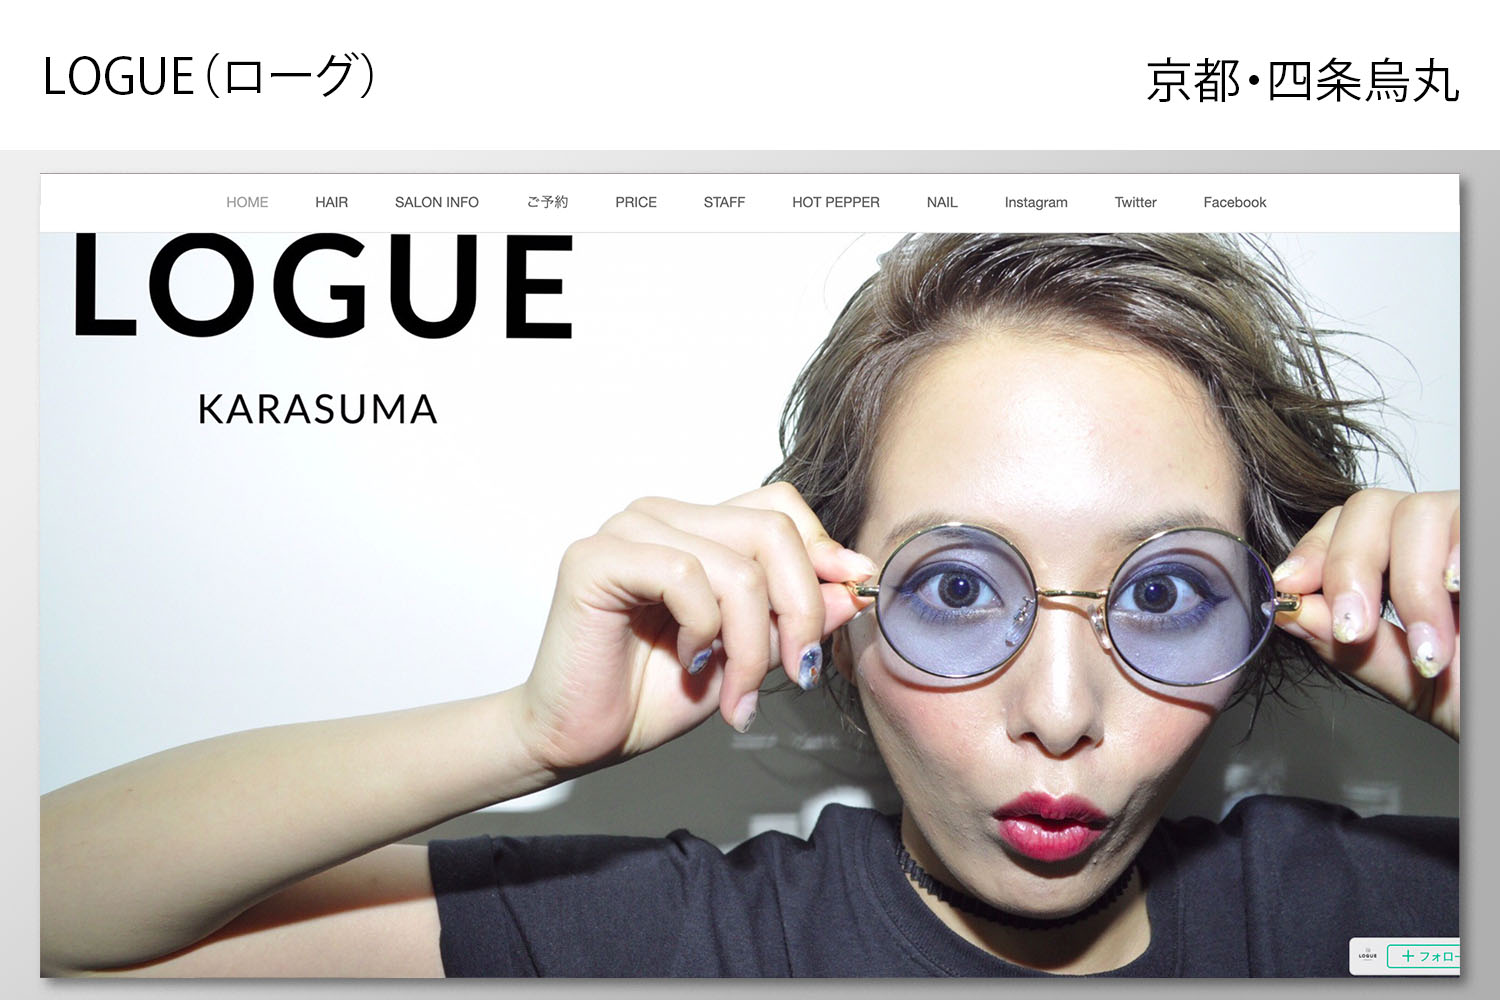 LOGUE（ローグ）
京都・四条烏丸
HOME HAIR SALON INFO ご予約 PRICE STAFF HOT PEPPER NAIL Instagram Twitter Facebook
LOGUE
KARASUMA
LOGUE
＋フォロー